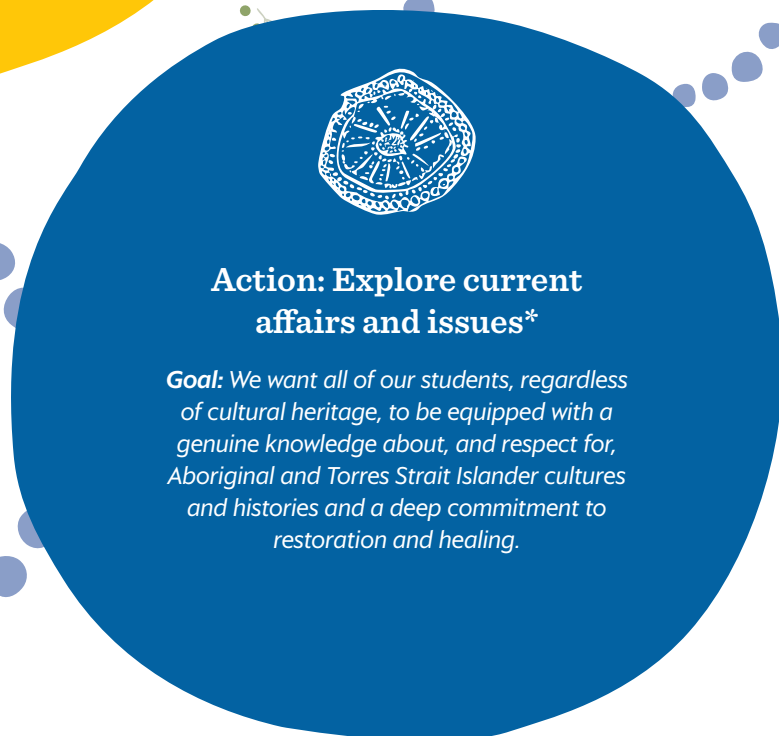 Action: Explore current
affairs and issues*
Goal: We want all of our students, regardless
of cultural heritage, to be equipped with a
genuine knowledge about, and respect for,
Aboriginal and Torres Strait Islander cultures
and histories and a deep commitment to
restoration and healing.